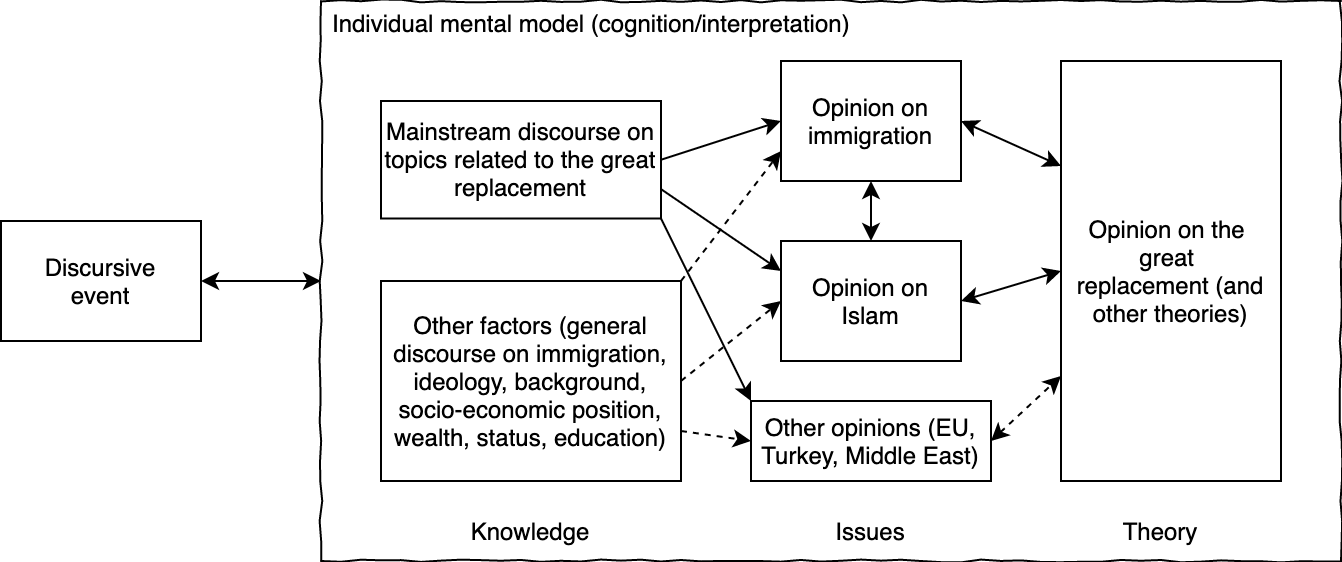 Individual mental model (cognition/interpretation)
Discursive
event
Mainstream discourse on
topics related to the great
replacement
Other factors (general
discourse on immigration,
ideology, background,
socio-economic position,
wealth, status, education)
Opinion on
immigration
Opinion on
Islam
Other opinions (EU,
Turkey, Middle East)
Opinion on the
great
replacement (and
other theories)
Knowledge
Issues
Theory